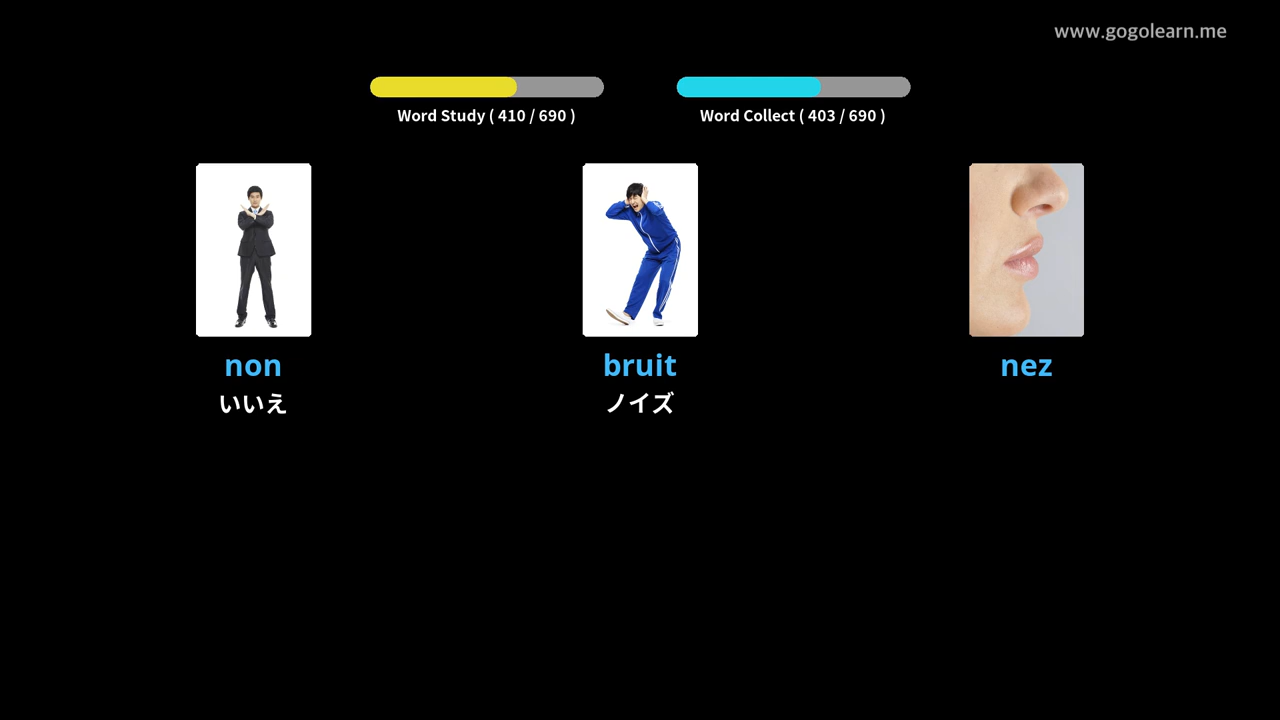 www.gogolearn.me
Word Study ( 410 / 690 )
Word Collect ( 403 / 690 )
non
bruit
nez
いいえ
ノイズ